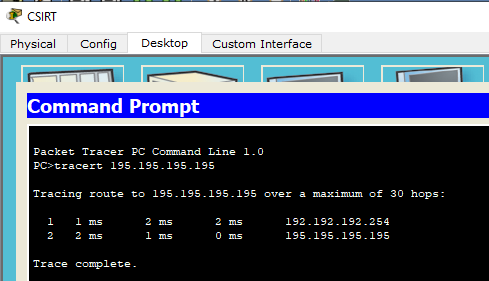 CSIRT
Physical Config Desktop Custom Interface
Command Prompt
Packet Tracer PC Command Line 1.0
PC>tracert 195.195.195.195
Tracing route to 195.195.195.195 over a maximum of 30 hops:
1 1 ms 2 ms 2 ms 192.192.192.254
2 2 ms 1 ms 0 ms 195.195.195.195
Trace complete.